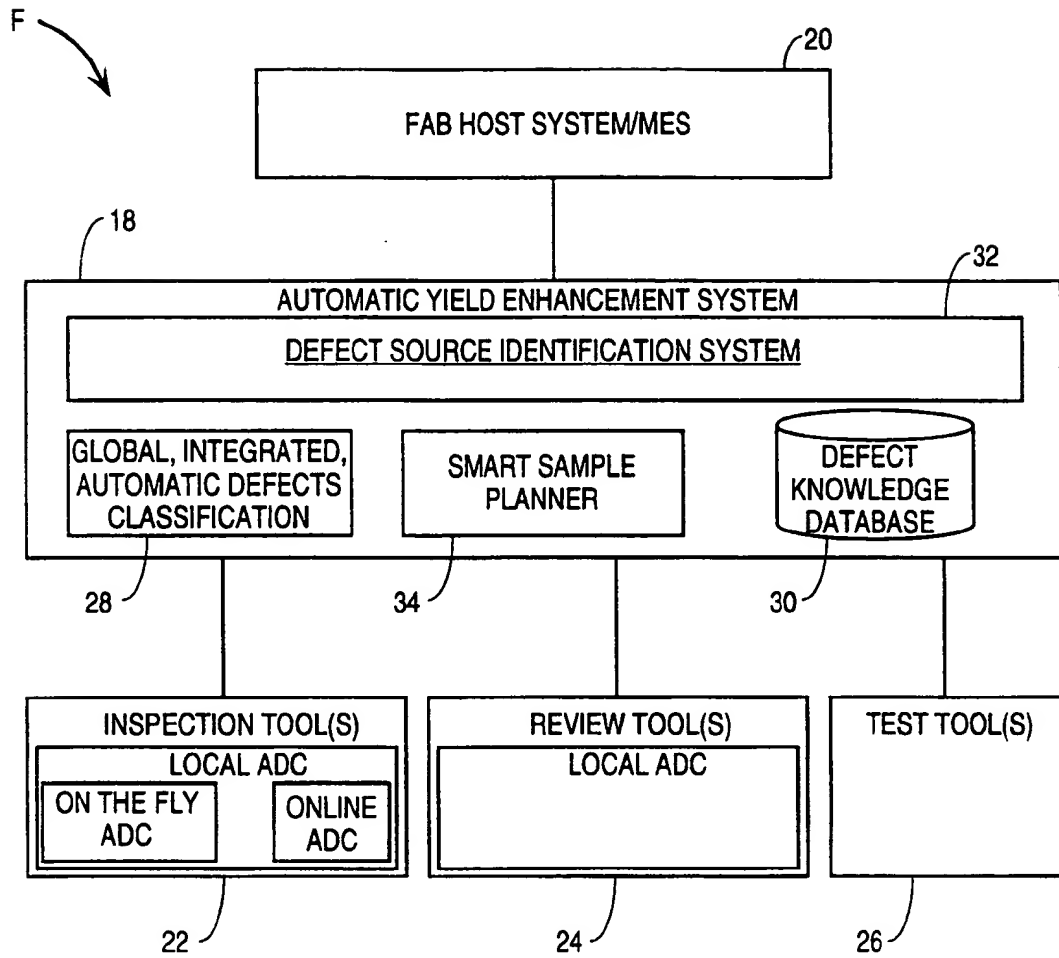 F
20
FAB HOST SYSTEM/MES
18
32
AUTOMATIC YIELD ENHANCEMENT SYSTEM
DEFECT SOURCE IDENTIFICATION SYSTEM
GLOBAL, INTEGRATED,
AUTOMATIC DEFECTS
CLASSIFICATION
SMART SAMPLE
PLANNER
DEFECT
KNOWLEDGE
DATABASE
28
34
30
INSPECTION TOOL(S)
LOCAL ADC
ON THE FLY
ADC
ONLINE
ADC
REVIEW TOOL(S)
LOCAL ADC
TEST TOOL(S)
22
24
26